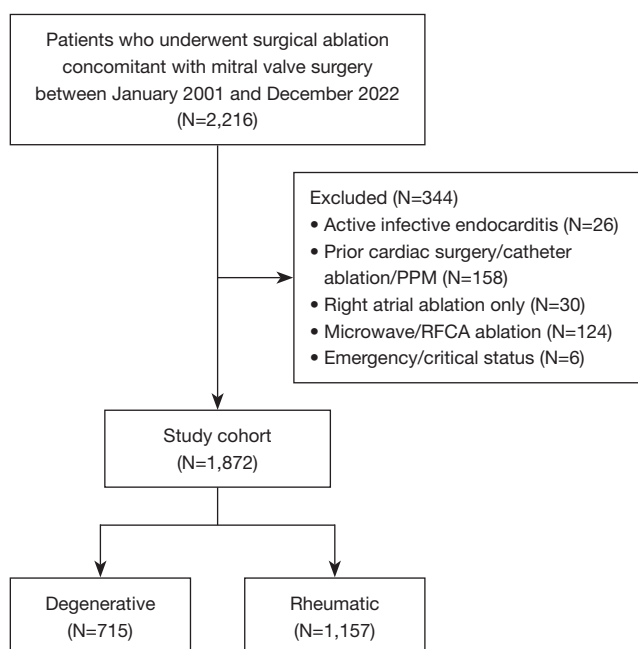 Patients who underwent surgical ablation
concomitant with mitral valve surgery
between January 2001 and December 2022
(N=2,216)
Excluded (N=344)
• Active infective endocarditis (N=26)
• Prior cardiac surgery/catheter
ablation/PPM (N=158)
• Right atrial ablation only (N=30)
• Microwave/RFCA ablation (N=124)
• Emergency/critical status (N=6)
Study cohort
(N=1,872)
Degenerative
(N=715)
Rheumatic
(N=1,157)